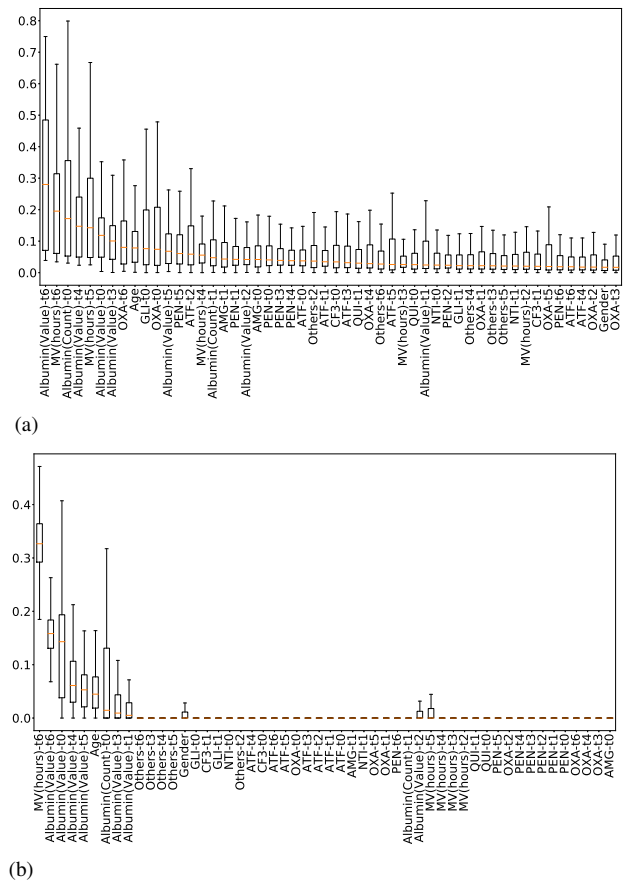 0.8
0.7
0.6
0.5
0.4
0.3
0.2
0.1
0.0
Albumin(Value)-t6
MV(hours)-t6
Albumin(Count)-t0
Albumin(Value)-t4
MV(hours)-t5
Albumin(Value)-t0
Albumin(Value)-t3
OXA-t6
Age
GLI-t0
OXA-t0
Albumin(Value)-t5
PEN-t5
ATF-t2
MV(hours)-t4
Albumin(Count)-t1
AMG-t1
PEN-t1
Albumin(Value)-t2
AMG-t0
PEN-t0
PEN-t3
PEN-t4
ATF-t0
Others-t2
ATF-t1
CF3-t0
ATF-t3
QUI-t1
OXA-t4
Others-t6
ATF-t5
MV(hours)-t3
QUI-t0
Albumin(Value)-t1
NTI-t0
PEN-t2
GLI-t1
Others-t4
OXA-t1
Others-t3
Others-t5
NTI-t1
MV(hours)-t2
CF3-t1
OXA-t5
PEN-t6
ATF-t6
ATF-t4
OXA-t2
Gender
OXA-t3
(a)
0.4
0.3
0.2
0.1
0.0
MV(hours)-t6
Albumin(Value)-t6
Albumin(Value)-t0
Albumin(Value)-t4
Albumin(Value)-t5
Age
Albumin(Count)-t0
Albumin(Value)-t3
Albumin(Value)-t1
Others-t6
Others-t3
Others-t4
Others-t5
Gender
GLI-t0
CF3-t1
GLI-t1
NTI-t0
Others-t2
ATF-t4
CF3-t0
ATF-t6
ATF-t5
OXA-t0
ATF-t3
ATF-t2
ATF-t1
ATF-t0
AMG-t1
NTI-t1
OXA-t5
OXA-t1
PEN-t6
Albumin(Count)-t1
Albumin(Value)-t2
MV(hours)-t5
MV(hours)-t4
MV(hours)-t3
MV(hours)-t2
QUI-t1
QUI-t0
PEN-t5
OXA-t2
PEN-t4
PEN-t3
PEN-t2
PEN-t1
PEN-t0
OXA-t6
OXA-t4
OXA-t3
AMG-t0
(b)